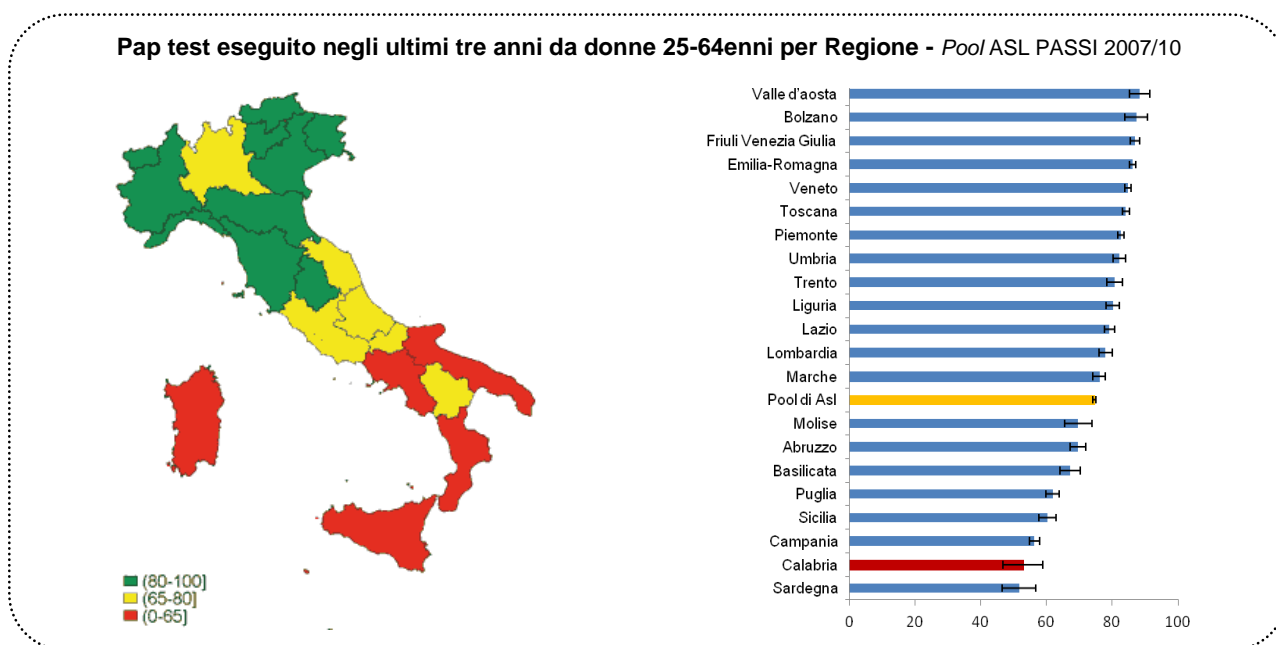 Pap test eseguito negli ultimi tre anni da donne 25-64enni per Regione - Pool ASL PASSI 2007/10
(80-100]
(65-80]
(0-65]
Valle d'aosta
Bolzano
Friuli Venezia Giulia
Emilia-Romagna
Veneto
Toscana
Piemonte
Umbria
Trento
Liguria
Lazio
Lombardia
Marche
Pool di Asl
Molise
Abruzzo
Basilicata
Puglia
Sicilia
Campania
Calabria
Sardegna
0 20 40 60 80 100